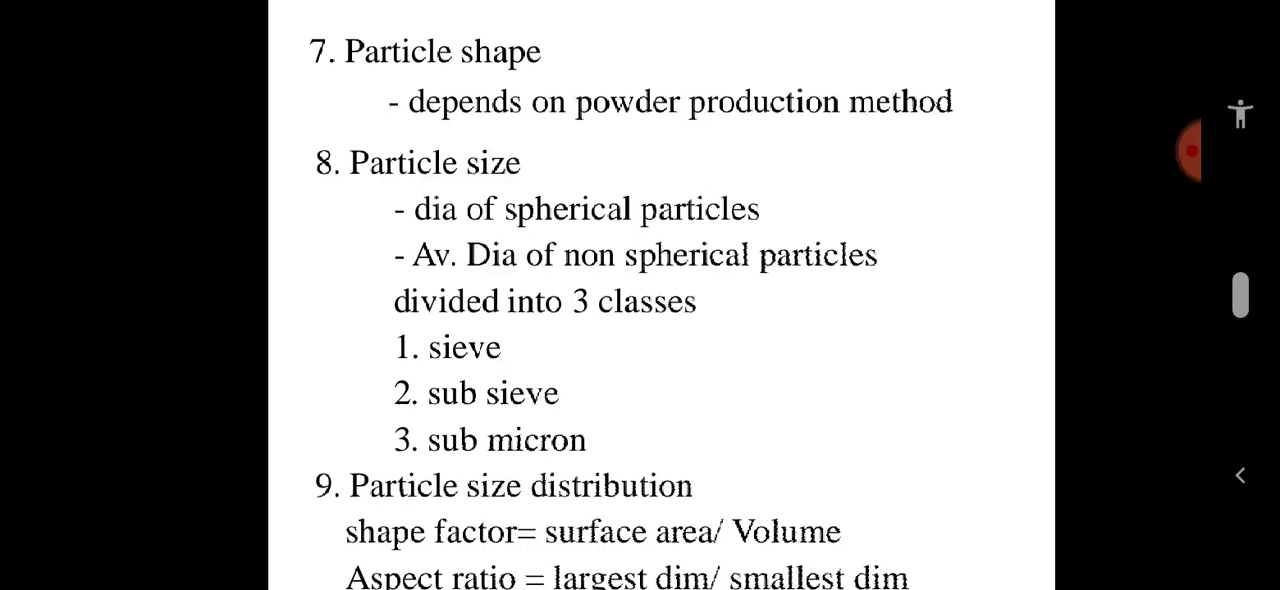 7. Particle shape
- depends on powder production method
8. Particle size
- dia of spherical particles
- Av. Dia of non spherical particles
divided into 3 classes
1. sieve
2. sub sieve
3. sub micron
9. Particle size distribution
shape factor= surface area/ Volume
Aspect ratio = largest dim/ smallest dim